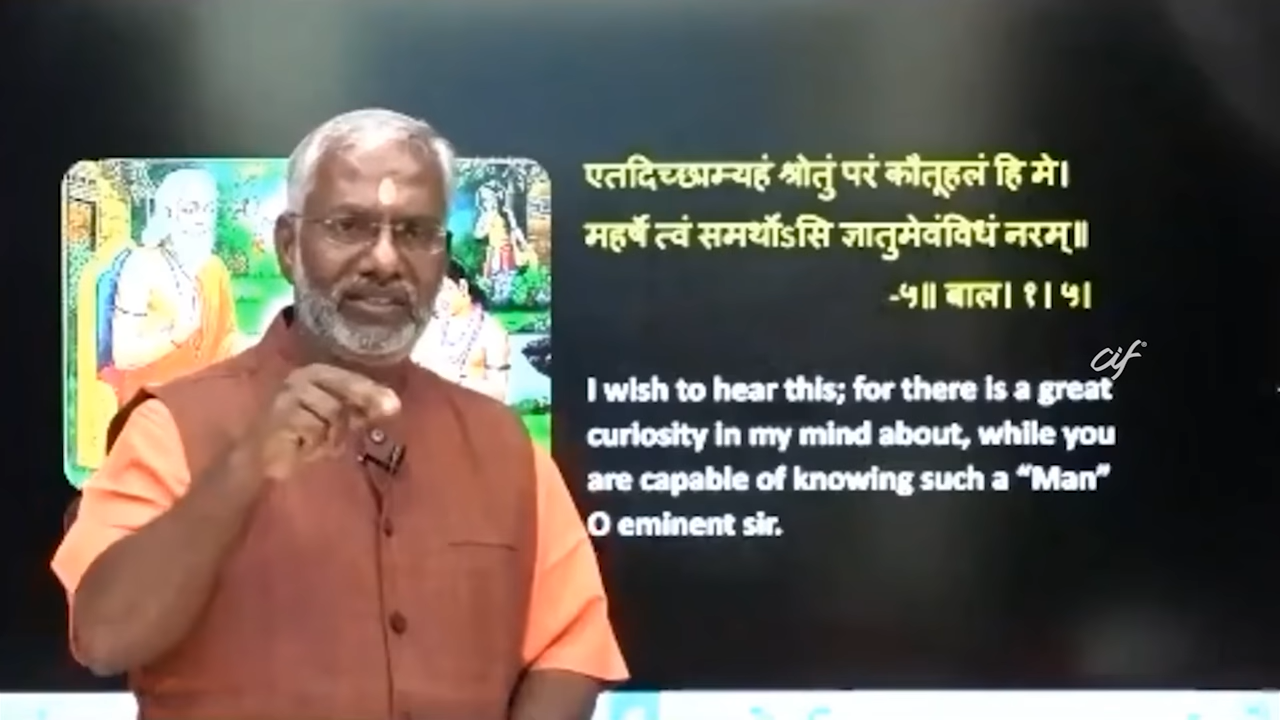 एतदिच्छाम्यहं श्रोतुं परं कौतूहलं हि मे।
महर्षे त्वं समर्थोऽसि ज्ञातुमेवंविधं नरम्॥
-५॥ बाल। १। ५।
cif
I wish to hear this; for there is a great
curiosity in my mind about, while you
are capable of knowing such a “Man”
O eminent sir.